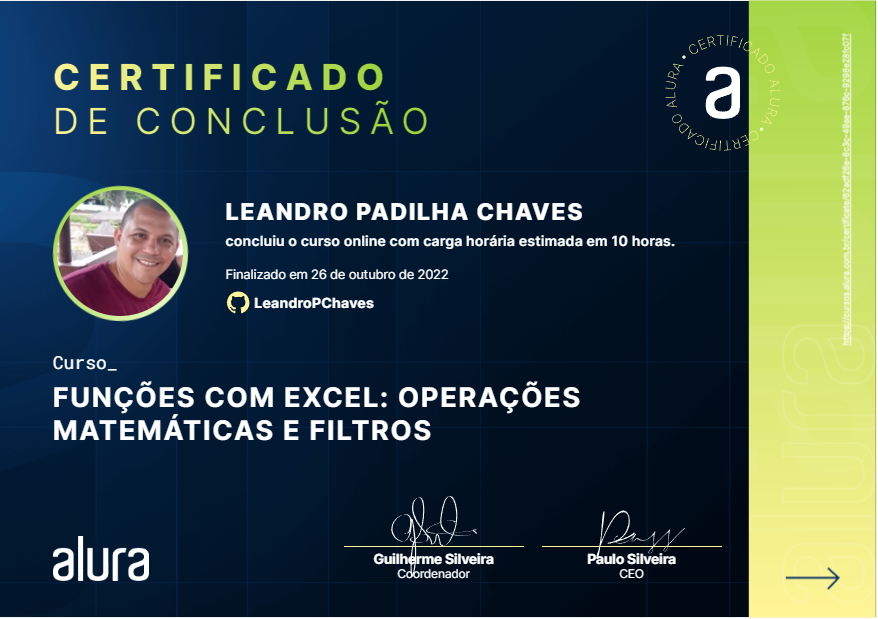 CERTIFICADO
DE CONCLUSÃO
CERTIFICADO ALURA • CERTIFICADO ALURA •
a
LEANDRO PADILHA CHAVES
concluiu o curso online com carga horária estimada em 10 horas.
Finalizado em 26 de outubro de 2022
LeandroPChaves
Curso_
FUNÇÕES COM EXCEL: OPERAÇÕES
MATEMÁTICAS E FILTROS
alura
Guilherme Silveira
Coordenador
Paulo Silveira
CEO
alura